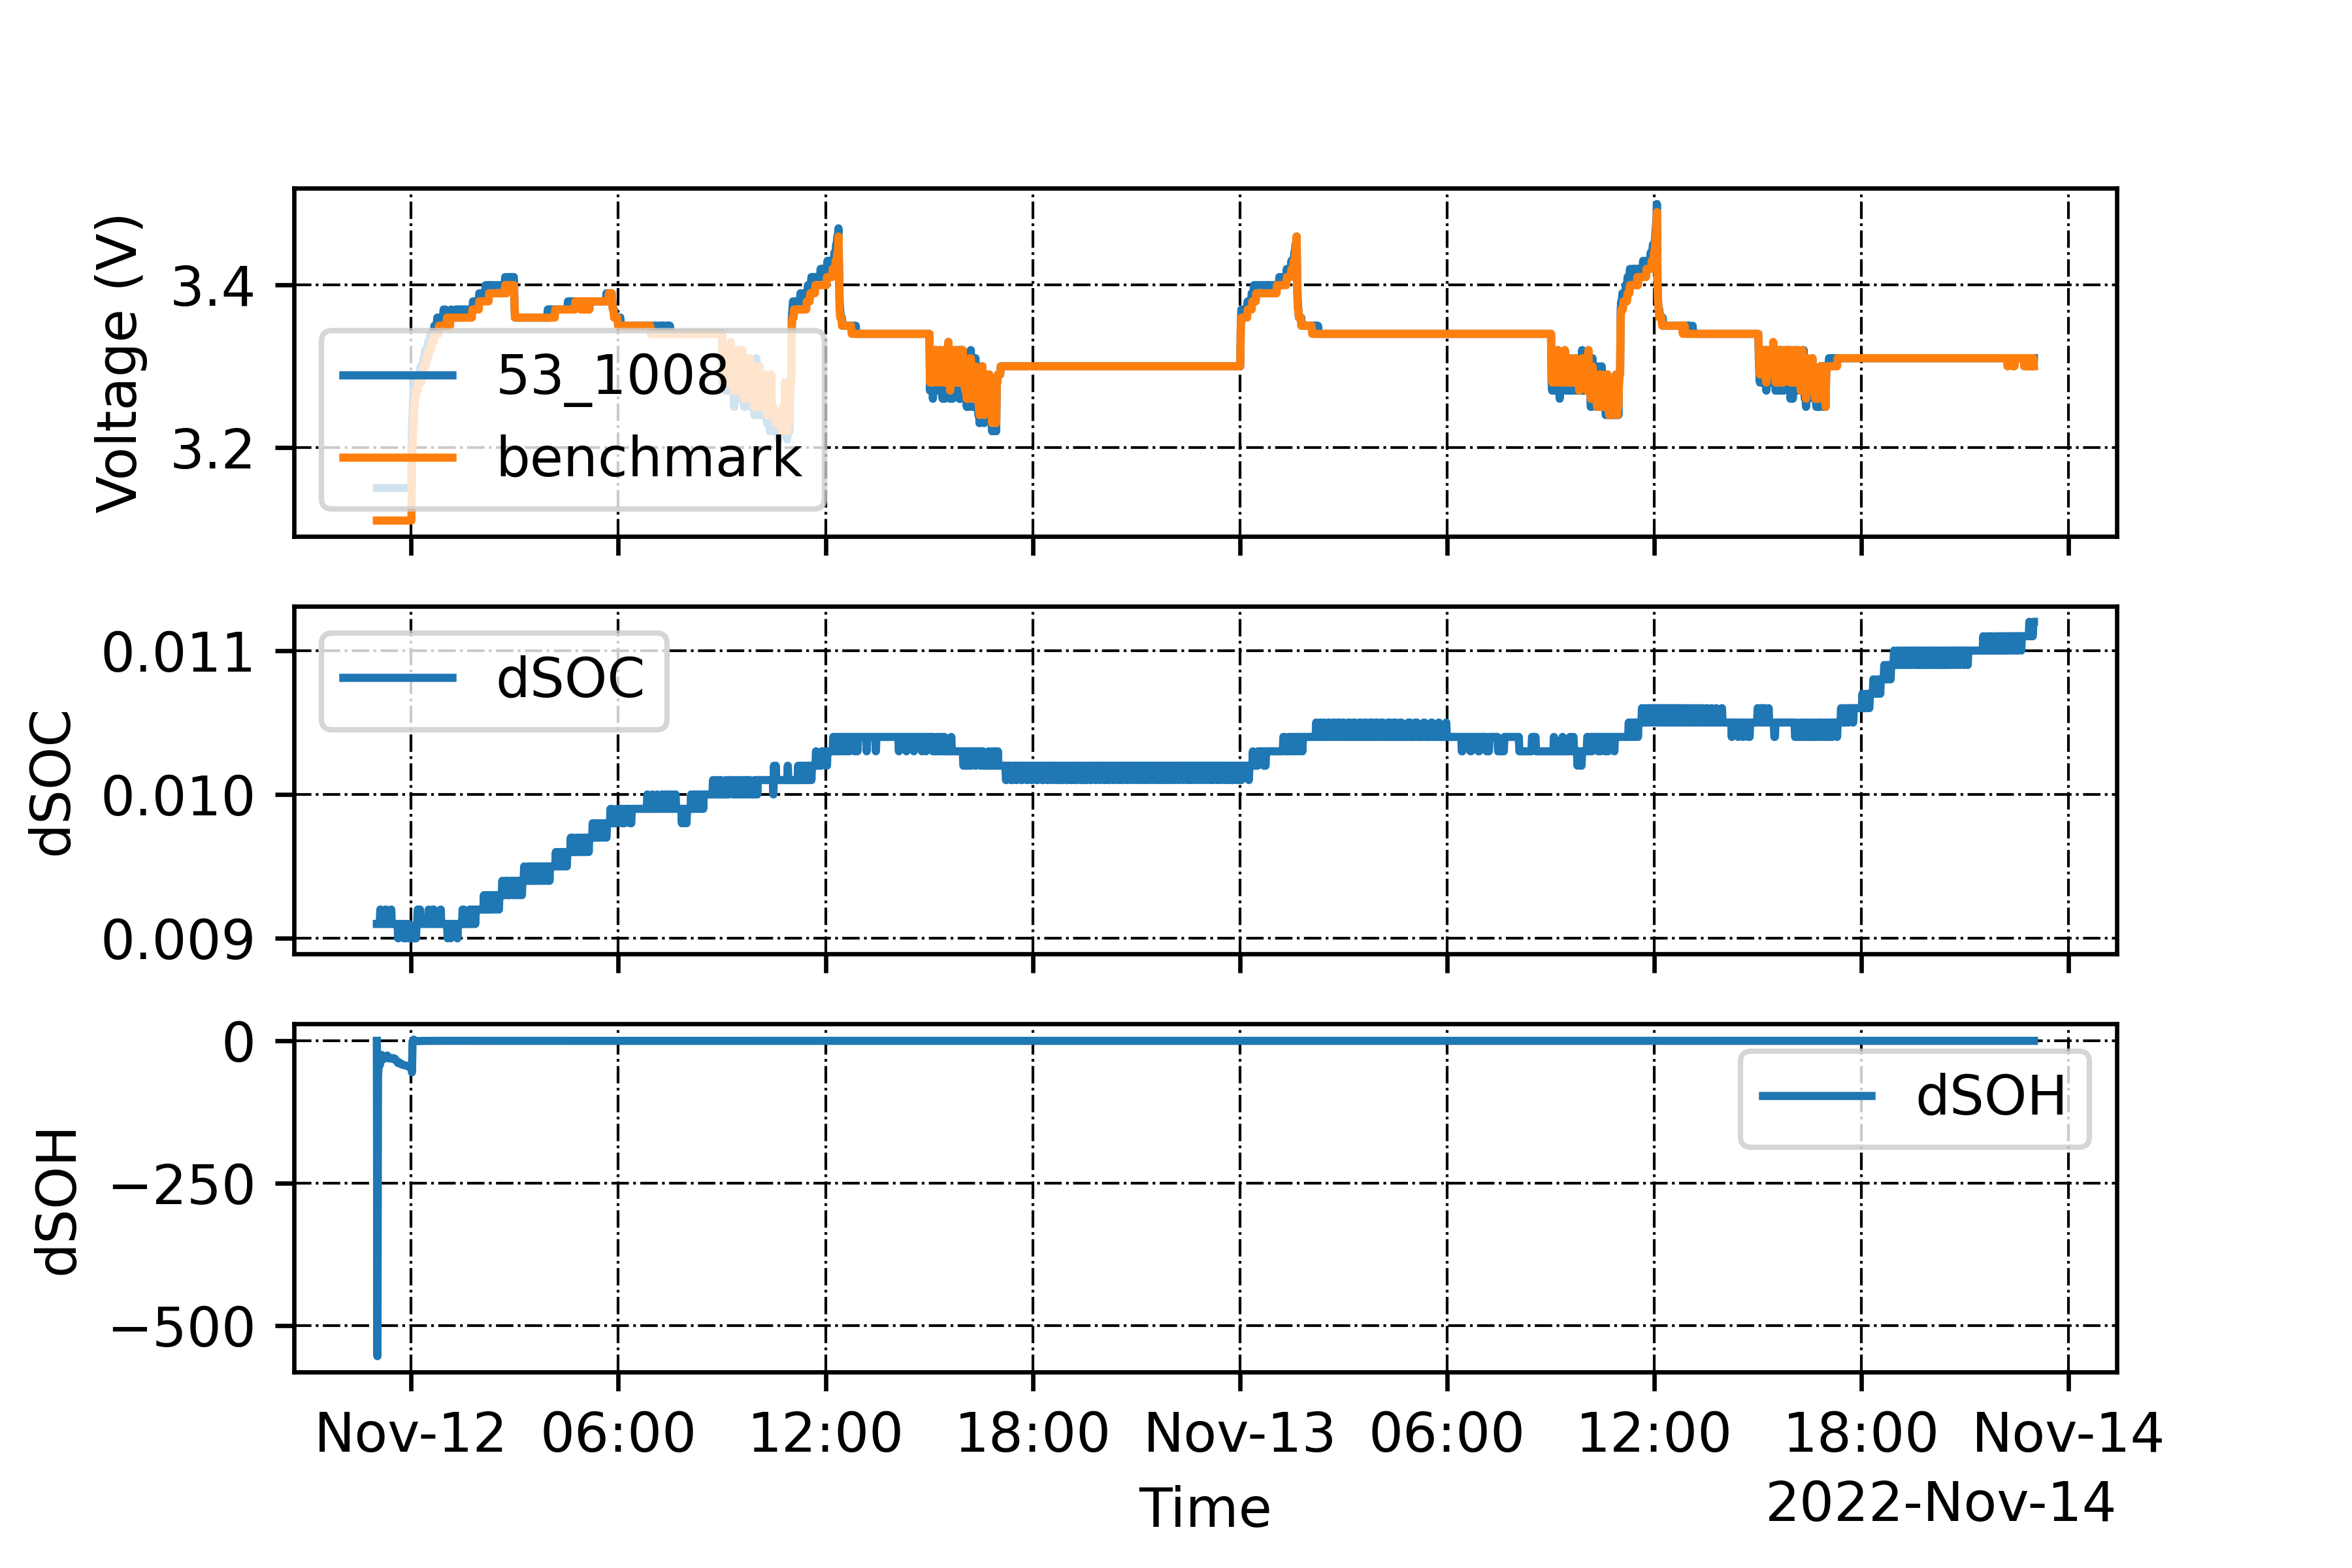 Voltage (V)
3.4
3.2
53_1008
benchmark
dSOC
0.011
0.010
0.009
dSOC
dSOH
0
−250
−500
dSOH
Nov-12 06:00 12:00 18:00 Nov-13 06:00 12:00 18:00 Nov-14
Time
2022-Nov-14